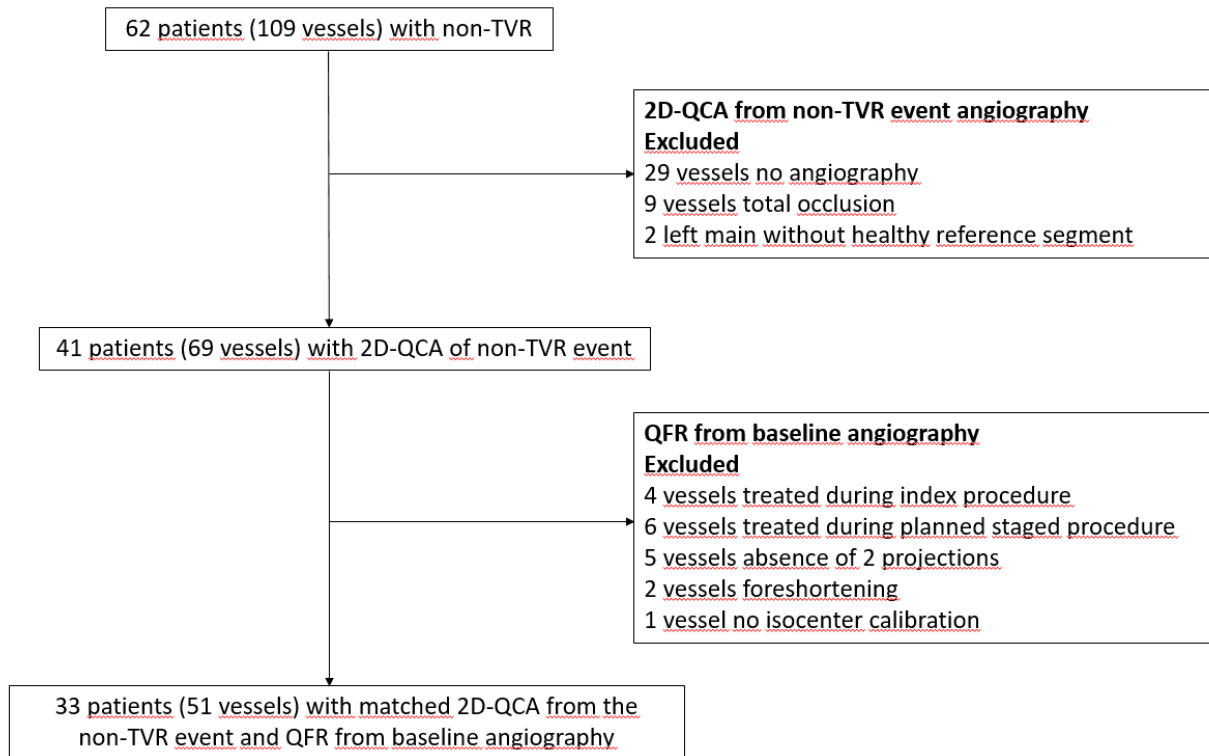 62 patients (109 vessels) with non-TVR
2D-QCA from non-TVR event angiography
Excluded
29 vessels no angiography
9 vessels total occlusion
2 left main without healthy reference segment
41 patients (69 vessels) with 2D-QCA of non-TVR event
QFR from baseline angiography
Excluded
4 vessels treated during index procedure
6 vessels treated during planned staged procedure
5 vessels absence of 2 projections
2 vessels foreshortening
1 vessel no isocenter calibration
33 patients (51 vessels) with matched 2D-QCA from the
non-TVR event and QFR from baseline angiography